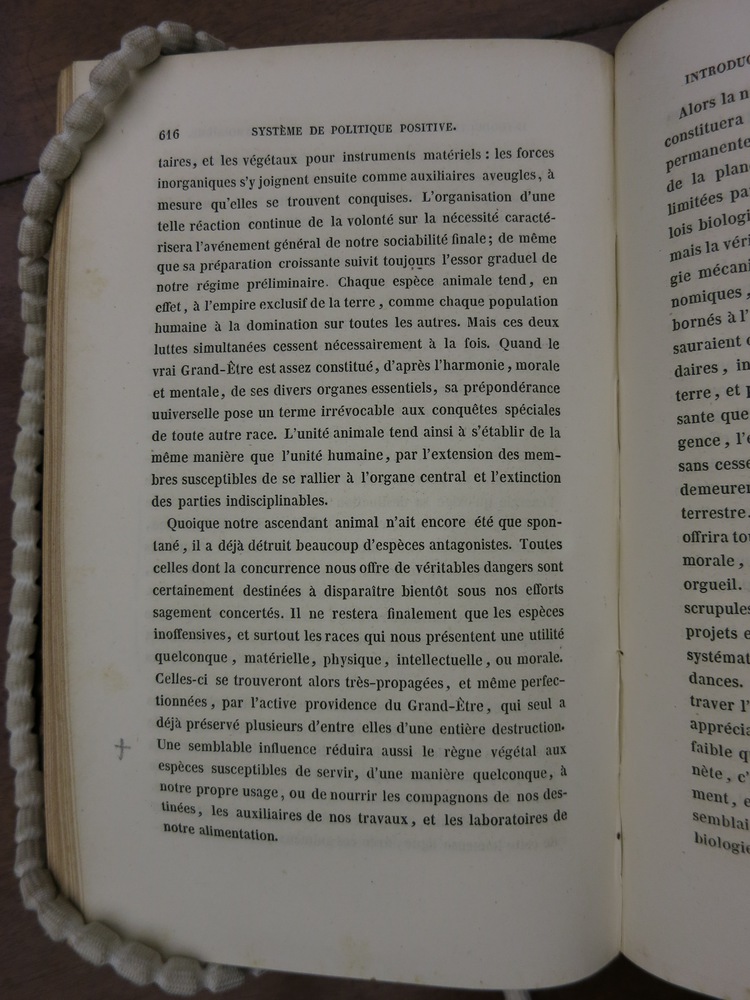 616 SYSTÈME DE POLITIQUE POSITIVE.
taires, et les végétaux pour instruments matériels : les forces
inorganiques s'y joignent ensuite comme auxiliaires aveugles, à
mesure qu'elles se trouvent conquises. L'organisation d'une
telle réaction continue de la volonté sur la nécessité caracté-
risera l'avénement général de notre sociabilité finale ; de même
que sa préparation croissante suivit toujours l'essor graduel de
notre régime préliminaire. Chaque espèce animale tend, en
effet, à l'empire exclusif de la terre, comme chaque population
humaine à la domination sur toutes les autres. Mais ces deux
luttes simultanées cessent nécessairement à la fois. Quand le
vrai Grand-Être est assez constitué, d'après l'harmonie, morale
et mentale, de ses divers organes essentiels, sa prépondérance
uuiverselle pose un terme irrévocable aux conquêtes spéciales
de toute autre race. L'unité animale tend ainsi à s'établir de la
même manière que l'unité humaine, par l'extension des mem-
bres susceptibles de se rallier à l'organe central et l'extinction
des parties indisciplinables.
Quoique notre ascendant animal n'ait encore été que spon-
tané, il a déjà détruit beaucoup d'espèces antagonistes. Toutes
celles dont la concurrence nous offre de véritables dangers sont
certainement destinées à disparaître bientôt sous nos efforts
sagement concertés. Il ne restera finalement que les espèces
inoffensives, et surtout les races qui nous présentent une utilité
quelconque, matérielle, physique, intellectuelle, ou morale.
Celles-ci se trouveront alors très-propagées, et même perfec-
tionnées, par l'active providence du Grand-Être, qui seul a
déjà préservé plusieurs d'entre elles d'une entière destruction.
Une semblable influence réduira aussi le règne végétal aux
espèces susceptibles de servir, d'une manière quelconque, à
notre propre usage, ou de nourrir les compagnons de nos des-
tinées, les auxiliaires de nos travaux, et les laboratoires de
notre alimentation.
INTRODUC
Alors la n
constituera
permanente
de la plan
limitées pa
lois biologi
mais la véri
gie mécani
nomiques,
bornés à l'
sauraient
daires, in
terre, et
sante que
gence, l'
sans cesse
demeurer
terrestre.
offrira tou
morale,
orgueil.
scrupules
projets e
systémat
dances.
traver l'
apprécia
faible q
nète, c'
ment, e
semblai
biologie